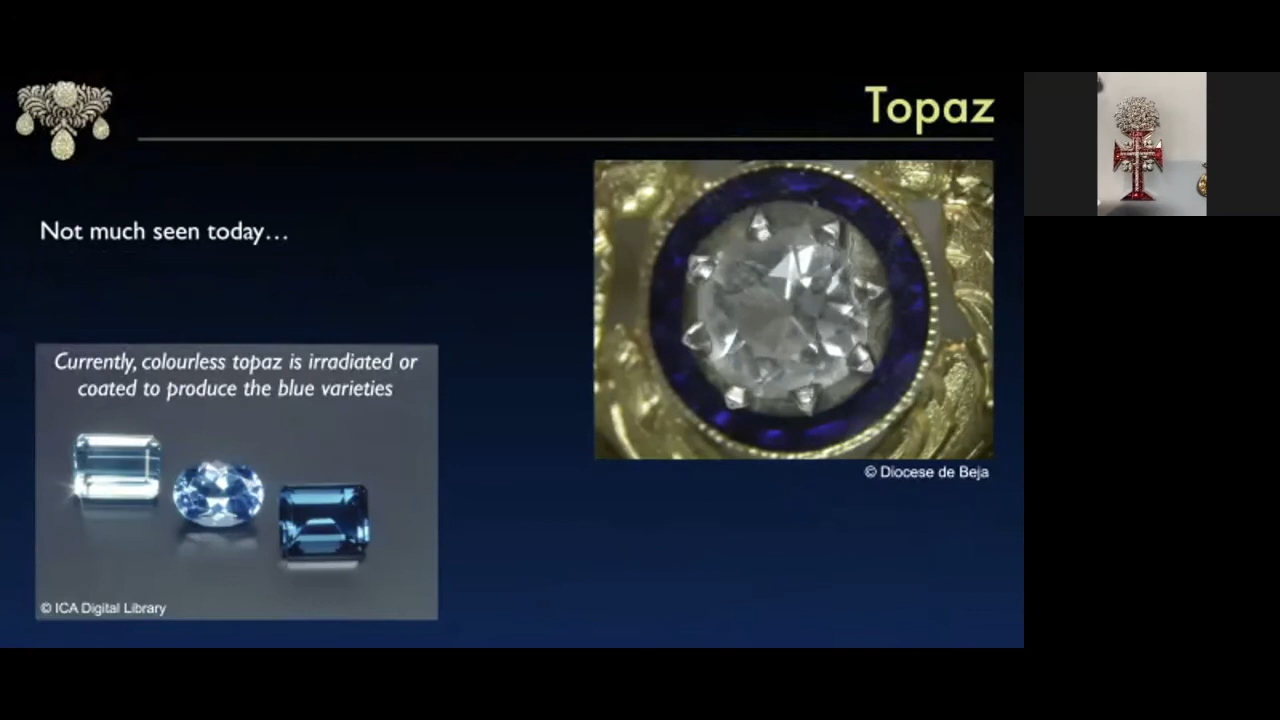 Topaz
Not much seen today…
© Diocese de Beja
Currently, colourless topaz is irradiated or
coated to produce the blue varieties
© ICA Digital Library